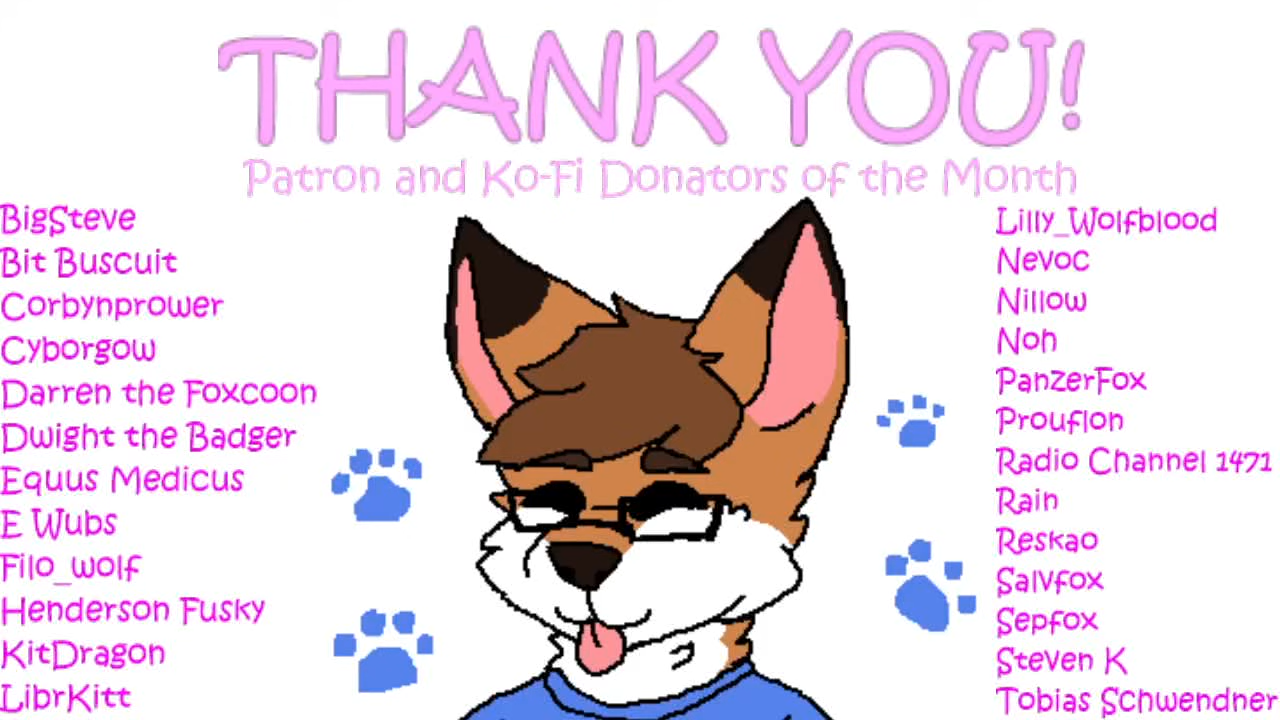 THANK YOU!
Patron and Ko-Fi Donators of the Month
BigSteve
Bit Buscuit
Corbynprower
Cyborgow
Darren the Foxcoon
Dwight the Badger
Equus Medicus
E Wubs
Filo_wolf
Henderson Fusky
KitDragon
LibrKitt
Lilly_Wolfblood
Nevoc
Nillow
Noh
PanzerFox
Prouflon
Radio Channel 1471
Rain
Reskao
Salvfox
Sepfox
Steven K
Tobias Schwendner